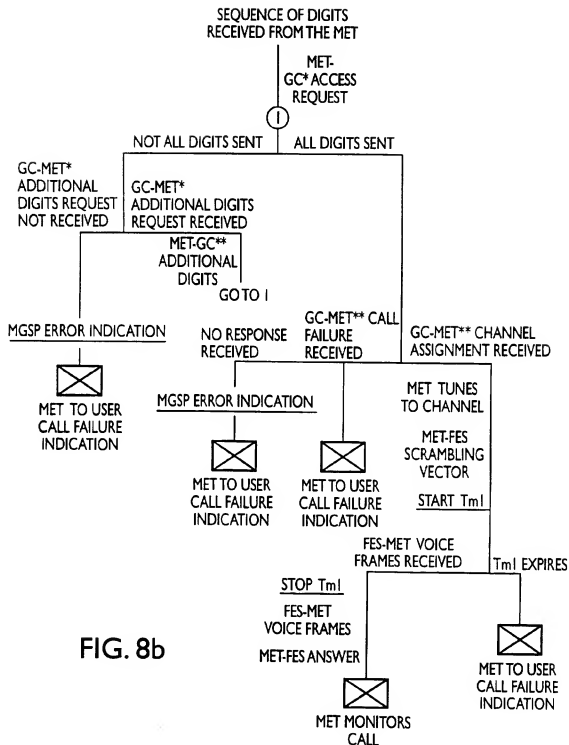 SEQUENCE OF DIGITS
RECEIVED FROM THE MET
MET-
GC* ACCESS
REQUEST
I
NOT ALL DIGITS SENT
ALL DIGITS SENT
GC-MET*
ADDITIONAL
DIGITS REQUEST
NOT RECEIVED
GC-MET*
ADDITIONAL DIGITS
REQUEST RECEIVED
MET-GC**
ADDITIONAL
DIGITS
GO TO I
MGSP ERROR INDICATION
MET TO USER
CALL FAILURE
INDICATION
NO RESPONSE
RECEIVED
GC-MET** CALL
FAILURE
RECEIVED
GC-MET** CHANNEL
ASSIGNMENT RECEIVED
MGSP ERROR INDICATION
MET TO USER
CALL FAILURE
INDICATION
MET TO USER
CALL FAILURE
INDICATION
MET TUNES
TO CHANNEL
MET-FES
SCRAMBLING
VECTOR
START Tml
FES-MET VOICE
FRAMES RECEIVED
Tml EXPIRES
STOP Tml
FES-MET
VOICE FRAMES
MET-FES ANSWER
MET MONITORS
CALL
MET TO USER
CALL FAILURE
INDICATION
FIG. 8b